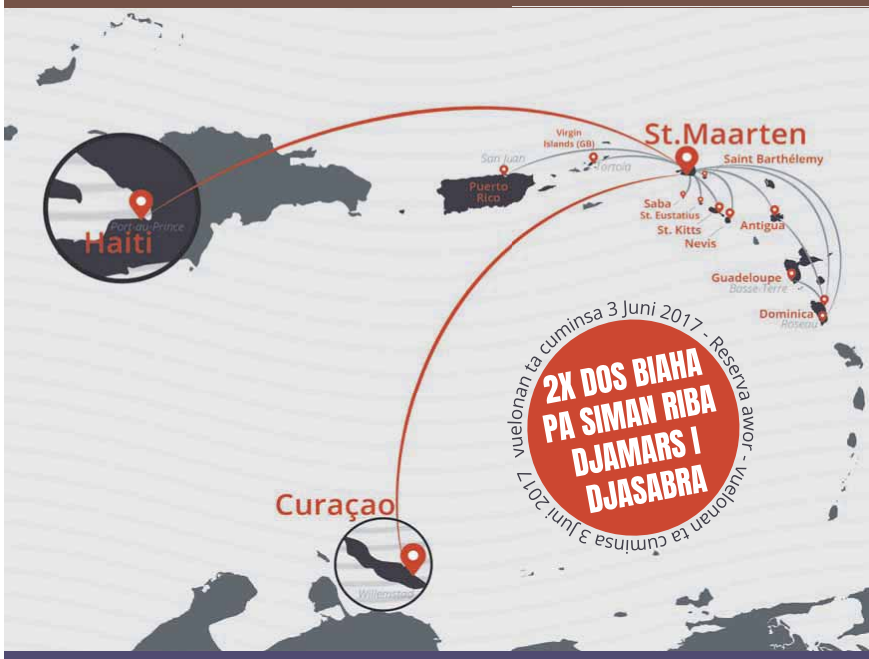 St.Maarten
Virgin
Islands (GB)
San Juan
Tortola
Saint Barthélemy
Puerto
Rico
Saba
St. Eustatius
St. Kitts
Nevis
Antigua
Port-au-Prince
Haiti
Guadeloupe
Basse-Terre
Dominica
Roseau
vuelonan ta cuminsa 3 Juni 2017 - Reserva awor - vuelonan ta cuminsa 3 Juni 2017
2X DOS BIAHA
PA SIMAN RIBA
DJAMARS I
DJASABRA
Curaçao
Willemstad